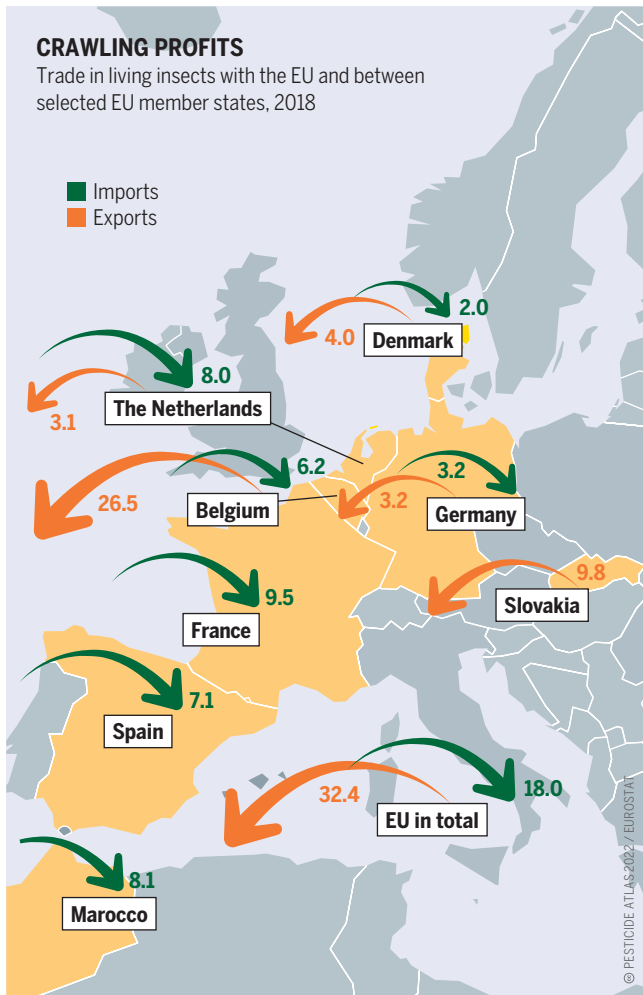 CRAWLING PROFITS
Trade in living insects with the EU and between
selected EU member states, 2018
Imports
Exports
2.0
4.0
Denmark
8.0
The Netherlands
3.1
6.2
3.2
26.5
Belgium
3.2
Germany
9.8
9.5
Slovakia
France
7.1
Spain
32.4
18.0
EU in total
8.1
Marocco
© PESTICIDE ATLAS 2022 / EUROSTAT